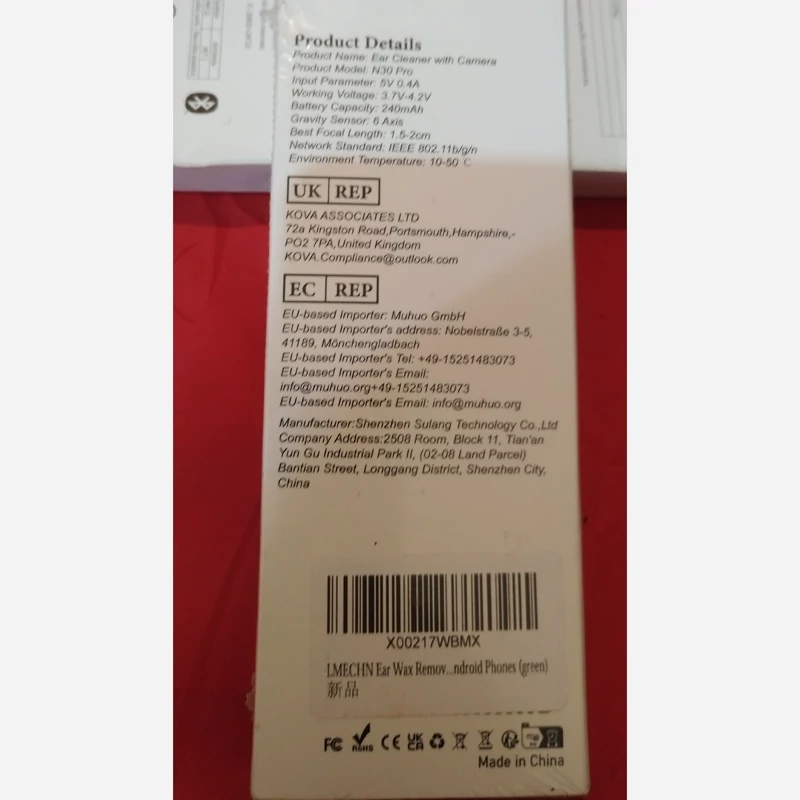 Product Details
Product Name: Ear Cleaner with Camera
Product Model: N30 Pro
Input Parameter: 5V 0.4A
Working Voltage: 3.7V-4.2V
Battery Capacity: 240mAh
Gravity Sensor: 6 Axis
Best Focal Length: 1.5-2cm
Network Standard: IEEE 802.11b/g/n
Environment Temperature: 10-50 ℃
UK REP
KOVA ASSOCIATES LTD
72a Kingston Road,Portsmouth,Hampshire,-
PO2 7PA,United Kingdom
KOVA.Compliance@outlook.com
EC REP
EU-based Importer: Muhuo GmbH
EU-based Importer's address: Nobelstraße 3-5,
41189, Mönchengladbach
EU-based Importer's Tel: +49-15251483073
EU-based Importer's Email:
info@muhuo.org+49-15251483073
EU-based Importer's Email: info@muhuo.org
Manufacturer:Shenzhen Sulang Technology Co.,Ltd
Company Address:2508 Room, Block 11, Tian'an
Yun Gu Industrial Park II, (02-08 Land Parcel)
Bantian Street, Longgang District, Shenzhen City,
China
X00217WBMX
LMECHN Ear Wax Remov...ndroid Phones (green)
新品
FC RoHS CE UK CA
Made in China